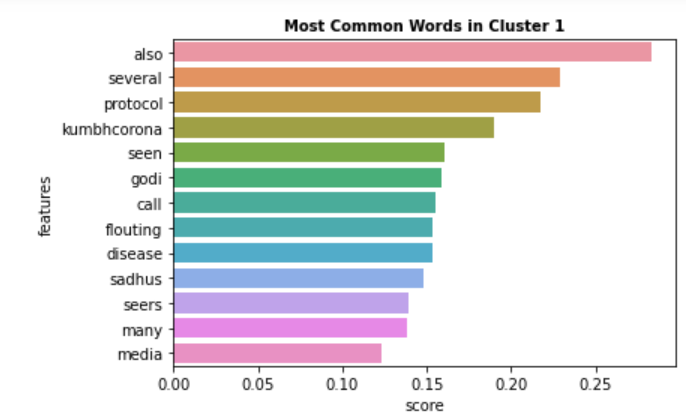 Most Common Words in Cluster 1
also
several
protocol
kumbhcorona
seen
godi
call
flouting
disease
sadhus
seers
many
media
features
0.00 0.05 0.10 0.15 0.20 0.25
score